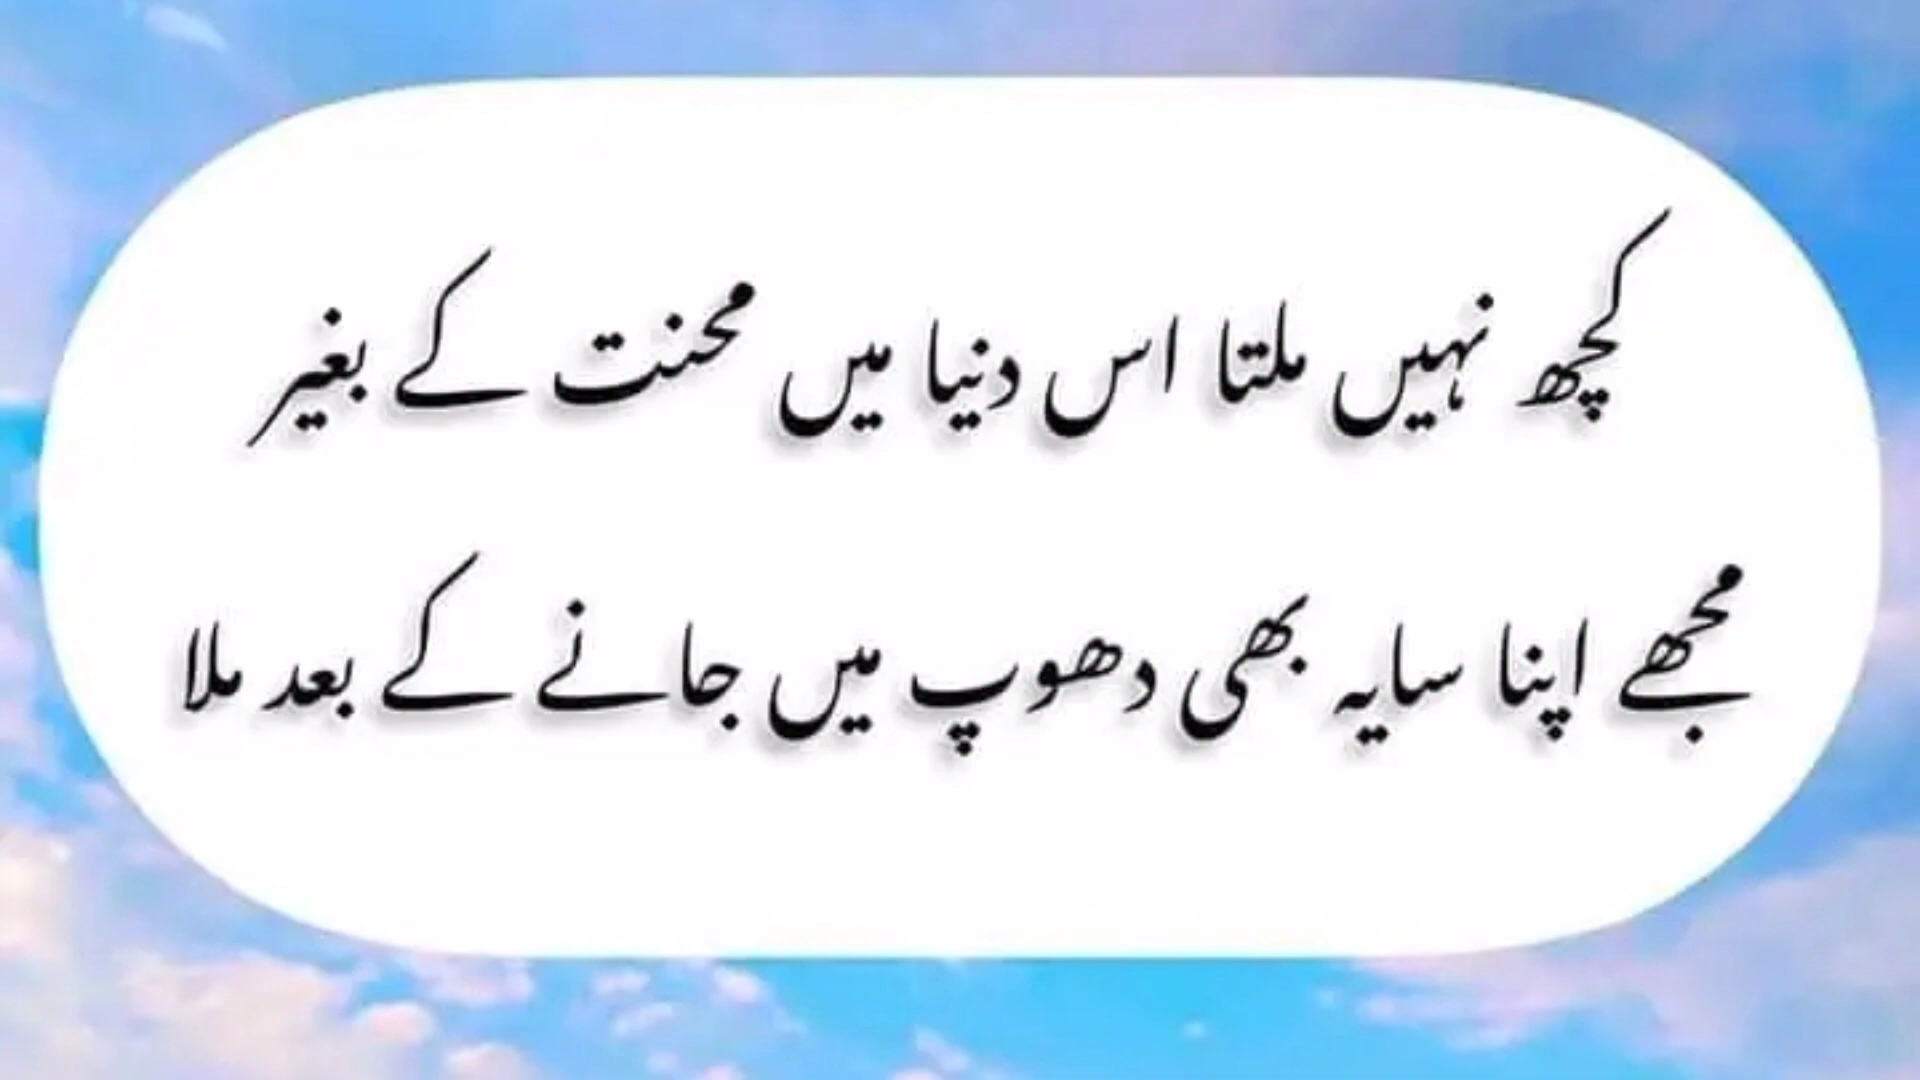 کچھ نہیں ملتا اس دنیا میں محنت کے بغیر
مجھے اپنا سایہ بھی دھوپ میں جانے کے بعد ملا